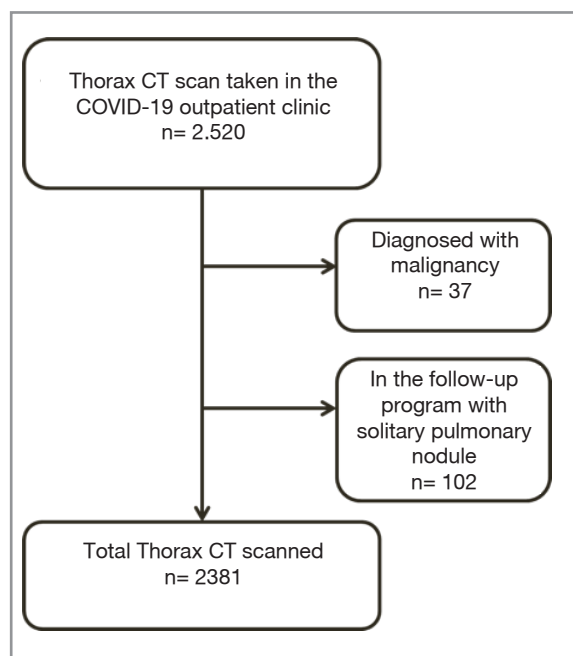 Thorax CT scan taken in the
COVID-19 outpatient clinic
n= 2.520
Diagnosed with
malignancy
n= 37
In the follow-up
program with
solitary pulmonary
nodule
n= 102
Total Thorax CT scanned
n= 2381